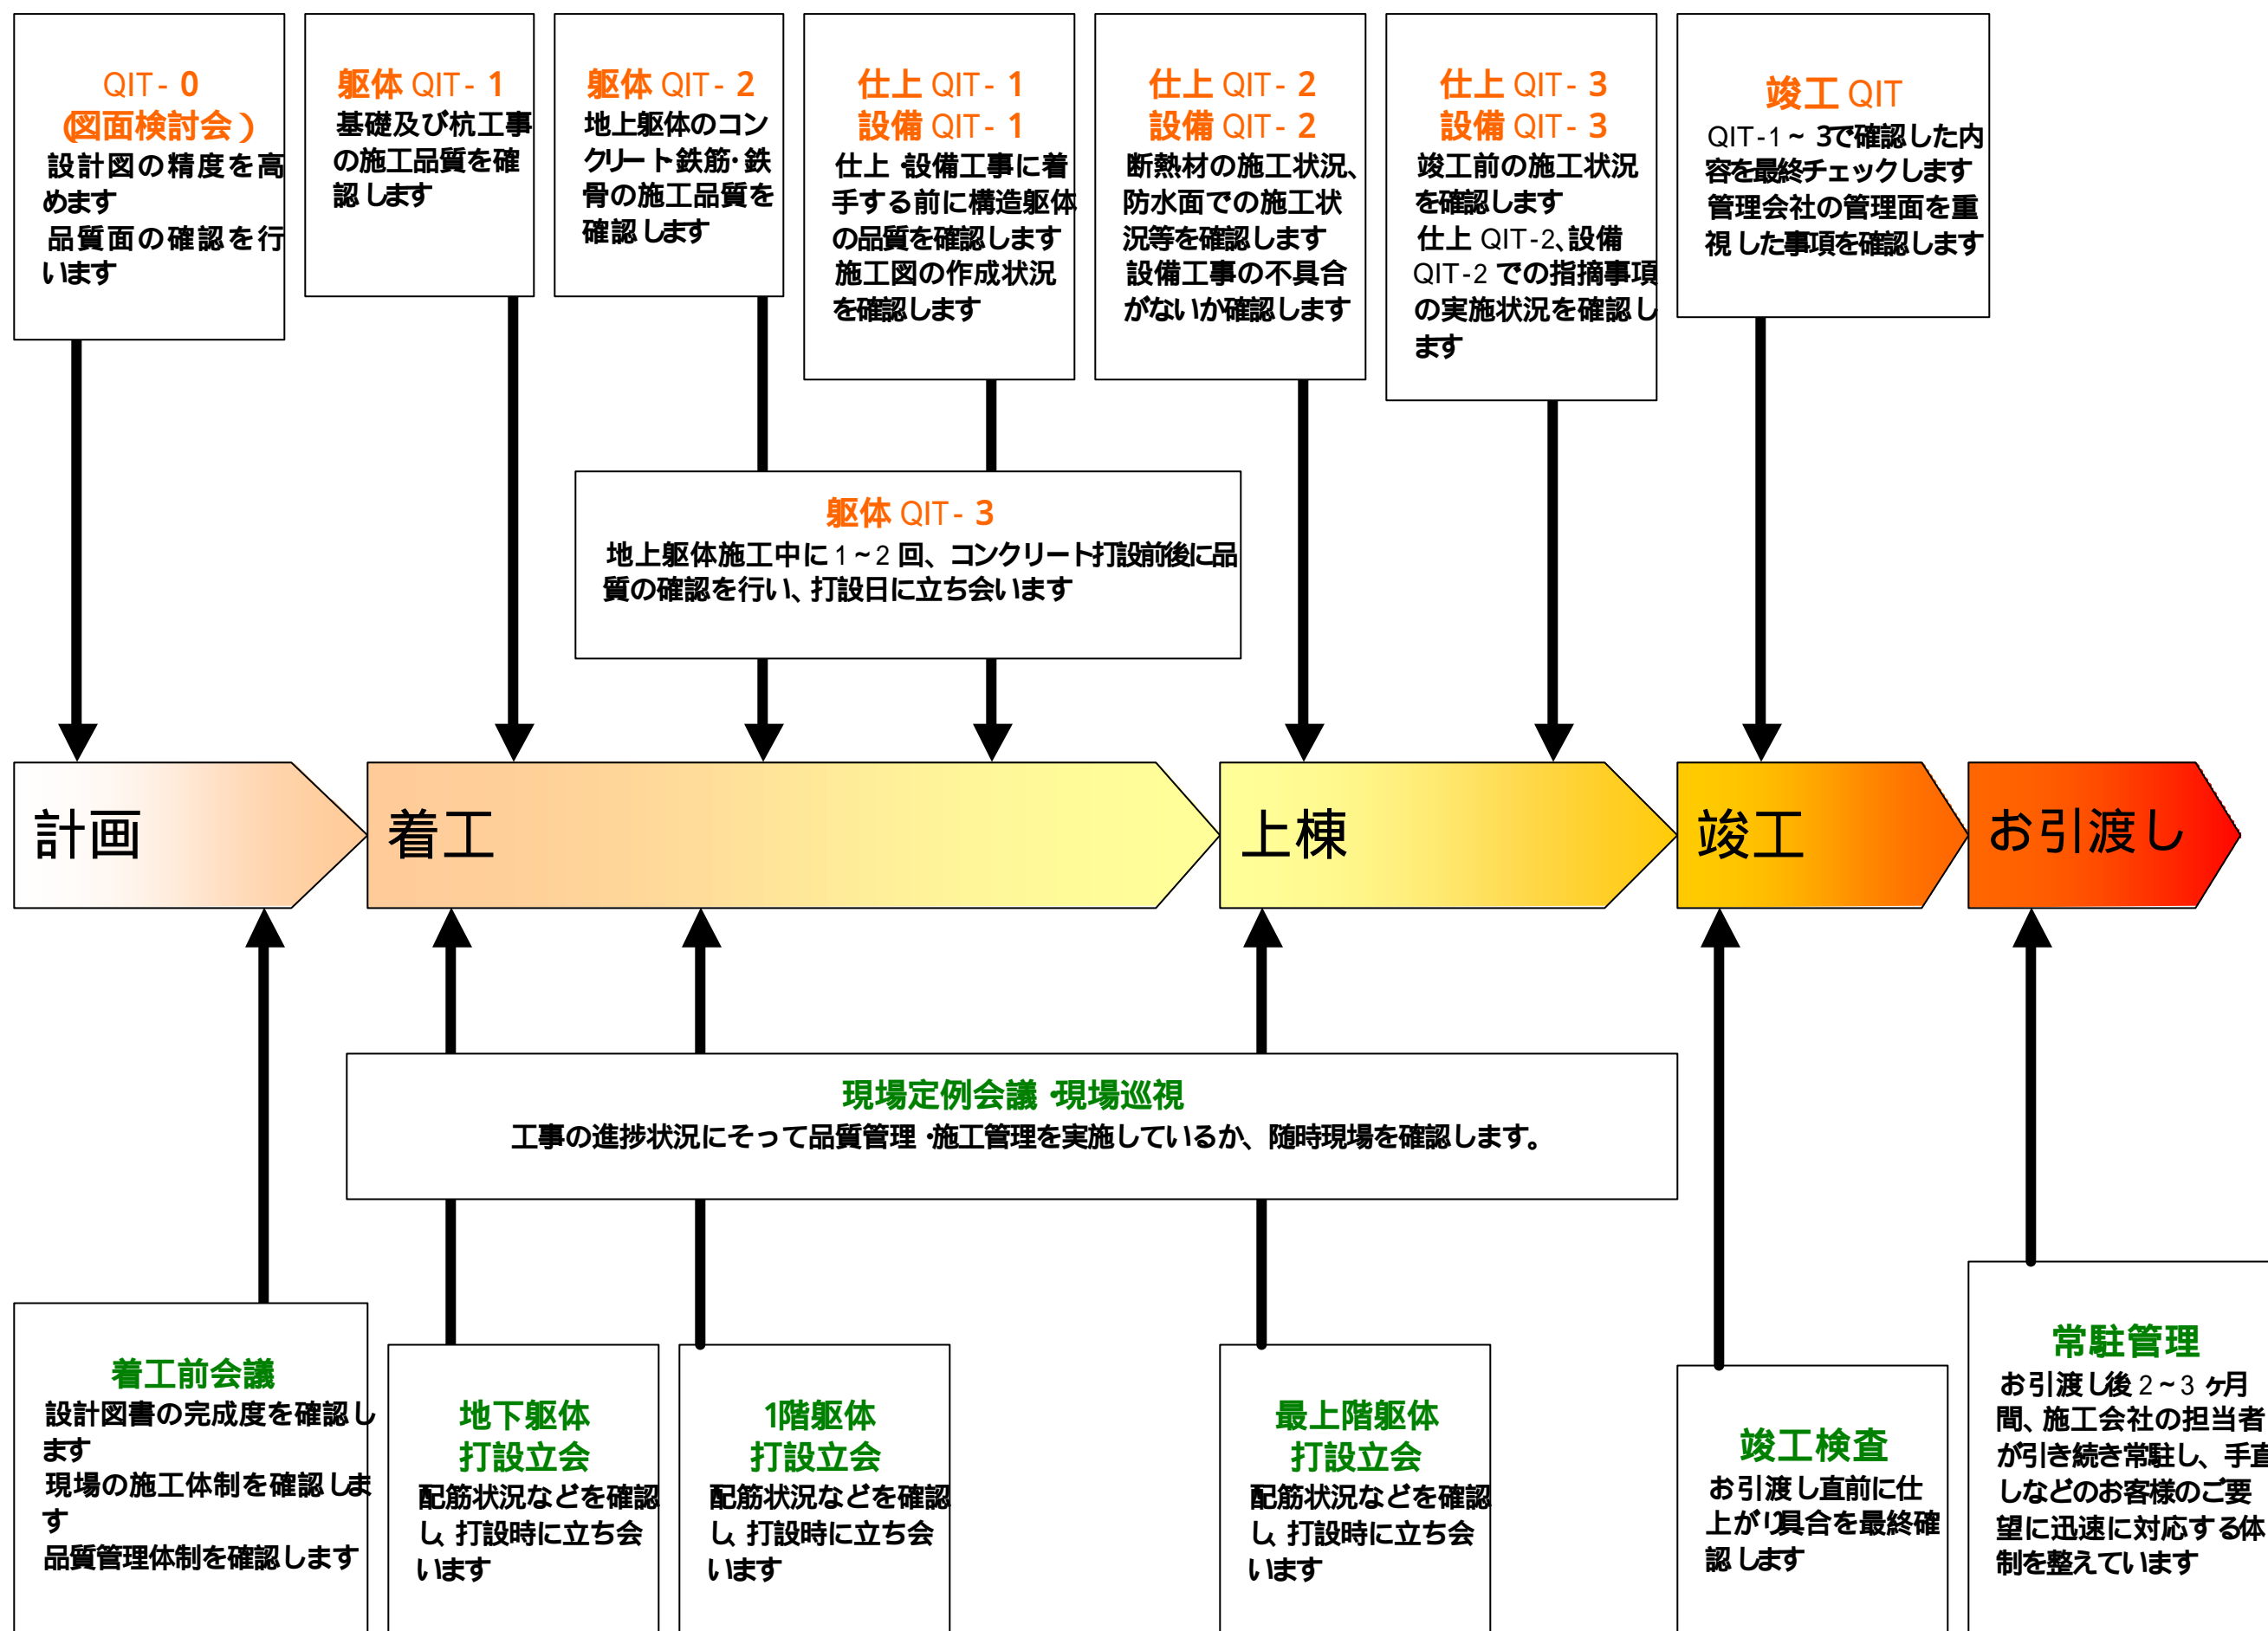 QIT- 0
(図面検討会)
設計図の精度を高
めます
品質面の確認を行
います
躯体 QIT- 1
基礎及び杭工事
の施工品質を確
認します
躯体 QIT- 2
地上躯体のコン
クリート・鉄筋・鉄
骨の施工品質を
確認します
仕上 QIT- 1
設備 QIT- 1
仕上・設備工事に着
手する前に構造躯体
の品質を確認します
施工図の作成状況
を確認します
仕上 QIT- 2
設備 QIT- 2
断熱材の施工状況、
防水面での施工状
況等を確認します
設備工事の不具合
がないか確認します
仕上 QIT- 3
設備 QIT- 3
竣工前の施工状況
を確認します
仕上 QIT-2、設備
QIT-2 での指摘事項
の実施状況を確認し
ます
竣工 QIT
QIT-1~3で確認した内
容を最終チェックします
管理会社の管理面を重
視した事項を確認します
躯体 QIT- 3
地上躯体施工中に1~2回、コンクリート打設前後に品
質の確認を行い、打設日に立ち会います
計画
着工
上棟
竣工
お引渡し
現場定例会議・現場巡視
工事の進捗状況にそって品質管理・施工管理を実施しているか、随時現場を確認します。
着工前会議
設計図書の完成度を確認し
ます
現場の施工体制を確認しま
す
品質管理体制を確認します
地下躯体
打設立会
配筋状況などを確認
し、打設時に立ち会
います
1階躯体
打設立会
配筋状況などを確認
し、打設時に立ち会
います
最上階躯体
打設立会
配筋状況などを確認
し、打設時に立ち会
います
竣工検査
お引渡し直前に仕
上がり具合を最終確
認します
常駐管理
お引渡し後2~3ヶ月
間、施工会社の担当者
が引き続き常駐し、手直
しなどのお客様のご要
望に迅速に対応する体
制を整えています